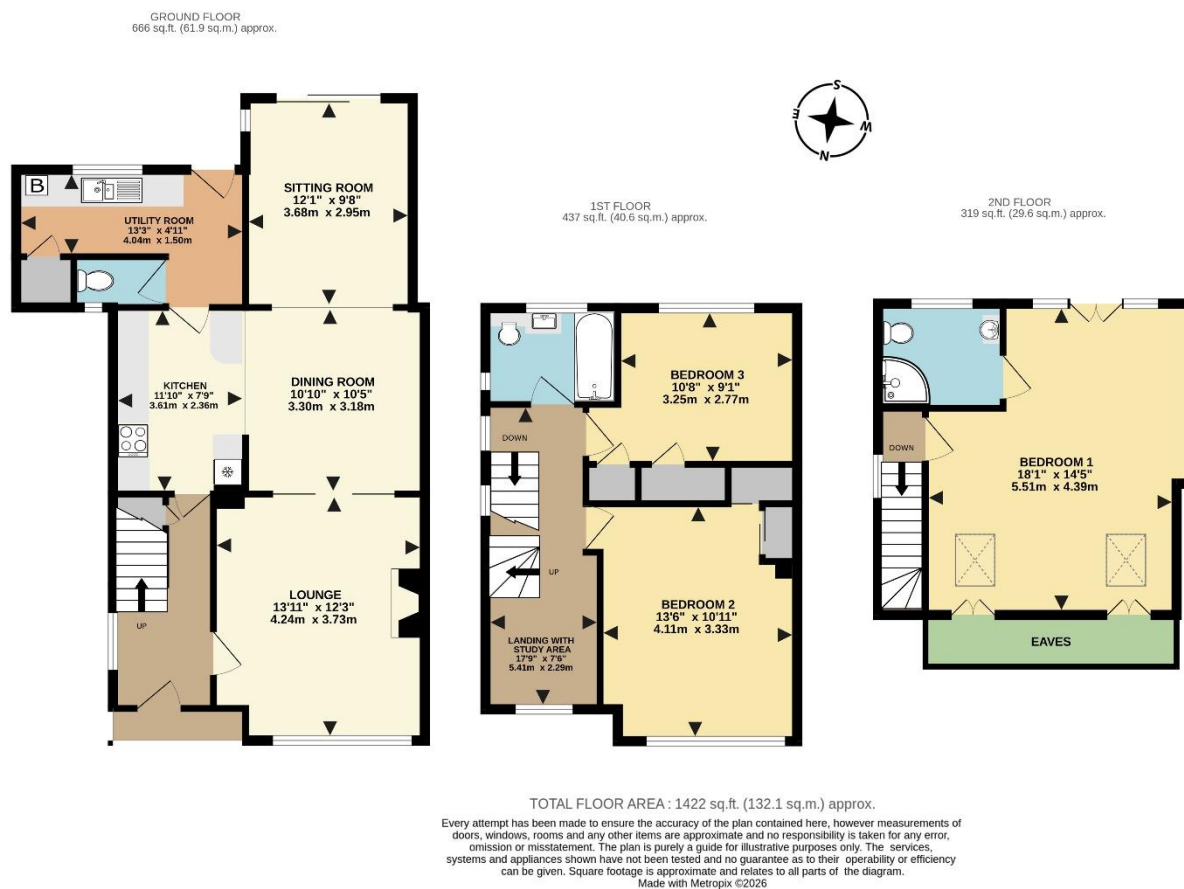 GROUND FLOOR
666 sq.ft. (61.9 sq.m.) approx.
SITTING ROOM
12'1" x 9'8"
3.68m x 2.95m
B
UTILITY ROOM
13'3" x 4'11"
4.04m x 1.50m
KITCHEN
11'10" x 7'9"
3.61m x 2.36m
DINING ROOM
10'10" x 10'5"
3.30m x 3.18m
LOUNGE
13'11" x 12'3"
4.24m x 3.73m
UP
S
E
W
N
1ST FLOOR
437 sq.ft. (40.6 sq.m.) approx.
BEDROOM 3
10'8" x 9'1"
3.25m x 2.77m
DOWN
UP
BEDROOM 2
13'6" x 10'11"
4.11m x 3.33m
LANDING WITH
STUDY AREA
17'9" x 7'6"
5.41m x 2.29m
2ND FLOOR
319 sq.ft. (29.6 sq.m.) approx.
DOWN
BEDROOM 1
18'1" x 14'5"
5.51m x 4.39m
EAVES
TOTAL FLOOR AREA : 1422 sq.ft. (132.1 sq.m.) approx.
Every attempt has been made to ensure the accuracy of the plan contained here, however measurements of
doors, windows, rooms and any other items are approximate and no responsibility is taken for any error,
omission or misstatement. The plan is purely a guide for illustrative purposes only. The services,
systems and appliances shown have not been tested and no guarantee as to their operability or efficiency
can be given. Square footage is approximate and relates to all parts of the diagram.
Made with Metropix ©2026